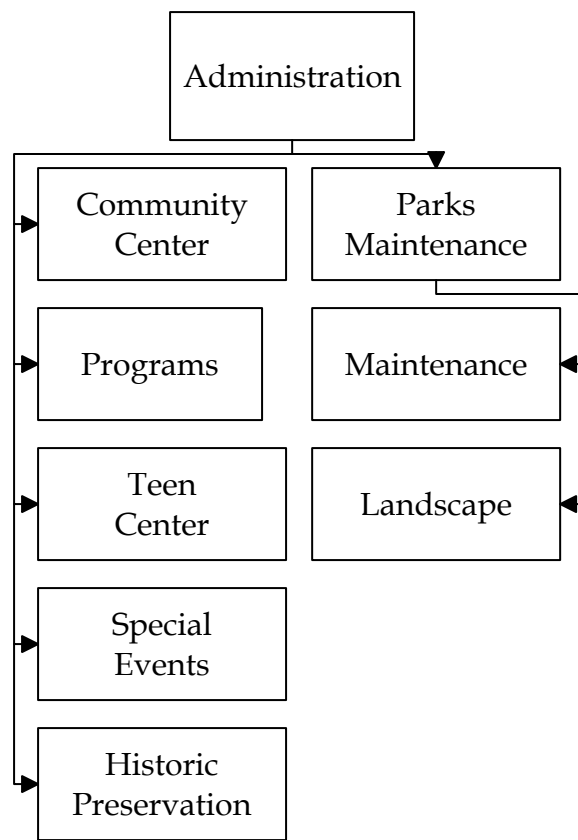 Administration
Community
Center
Parks
Maintenance
Programs
Maintenance
Teen
Center
Landscape
Special
Events
Historic
Preservation